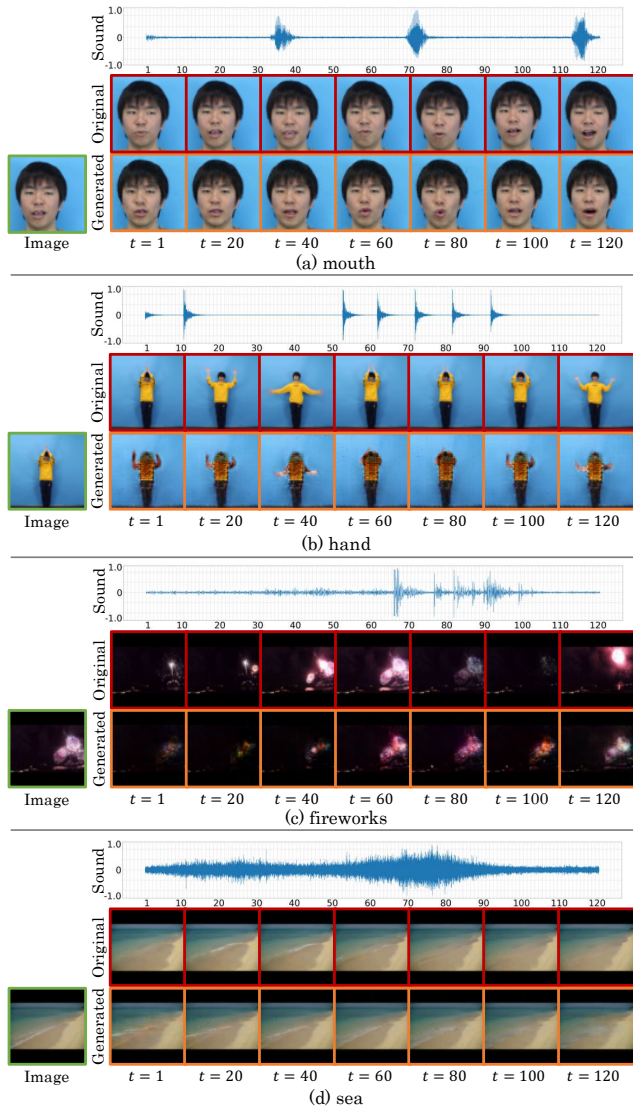 Sound
1.0
0
-1.0
1 10 20 30 40 50 60 70 80 90 100 110 120
Original
Generated
Image
t = 1 t = 20 t = 40 t = 60 t = 80 t = 100 t = 120
(a) mouth
Sound
1.0
0
-1.0
1 10 20 30 40 50 60 70 80 90 100 110 120
Original
Generated
Image
t = 1 t = 20 t = 40 t = 60 t = 80 t = 100 t = 120
(b) hand
Sound
1.0
0
-1.0
1 10 20 30 40 50 60 70 80 90 100 110 120
Original
Generated
Image
t = 1 t = 20 t = 40 t = 60 t = 80 t = 100 t = 120
(c) fireworks
Sound
1.0
0
-1.0
1 10 20 30 40 50 60 70 80 90 100 110 120
Original
Generated
Image
t = 1 t = 20 t = 40 t = 60 t = 80 t = 100 t = 120
(d) sea